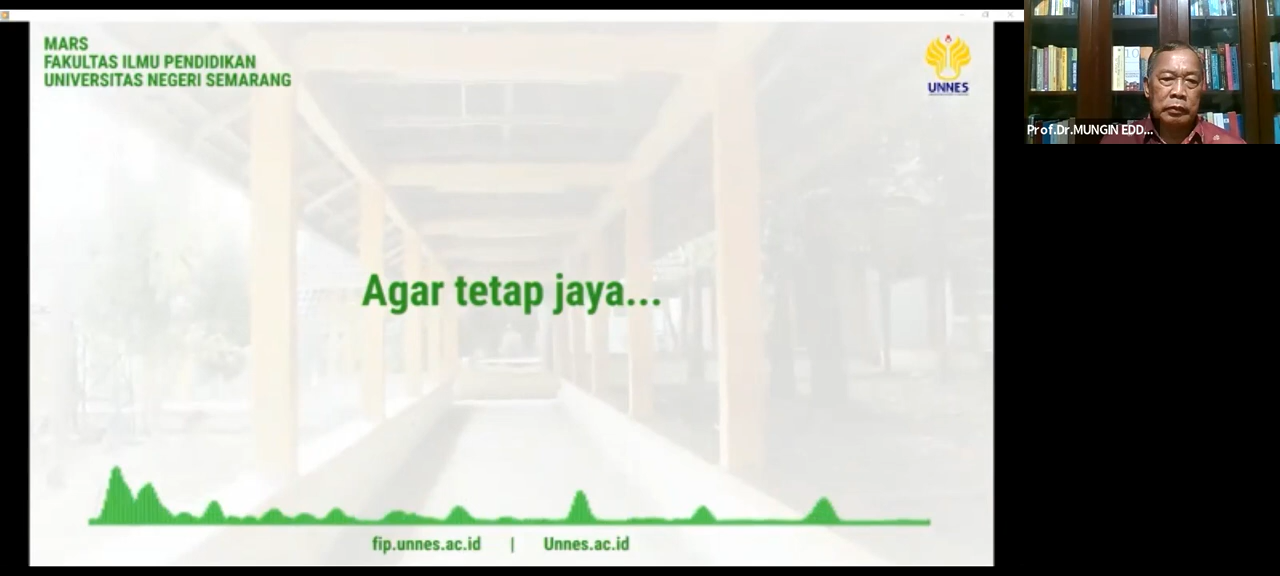 MARS
FAKULTAS ILMU PENDIDIKAN
UNIVERSITAS NEGERI SEMARANG
UNNES
Prof.Dr.MUNGIN EDD...
Agar tetap jaya...
fip.unnes.ac.id | Unnes.ac.id